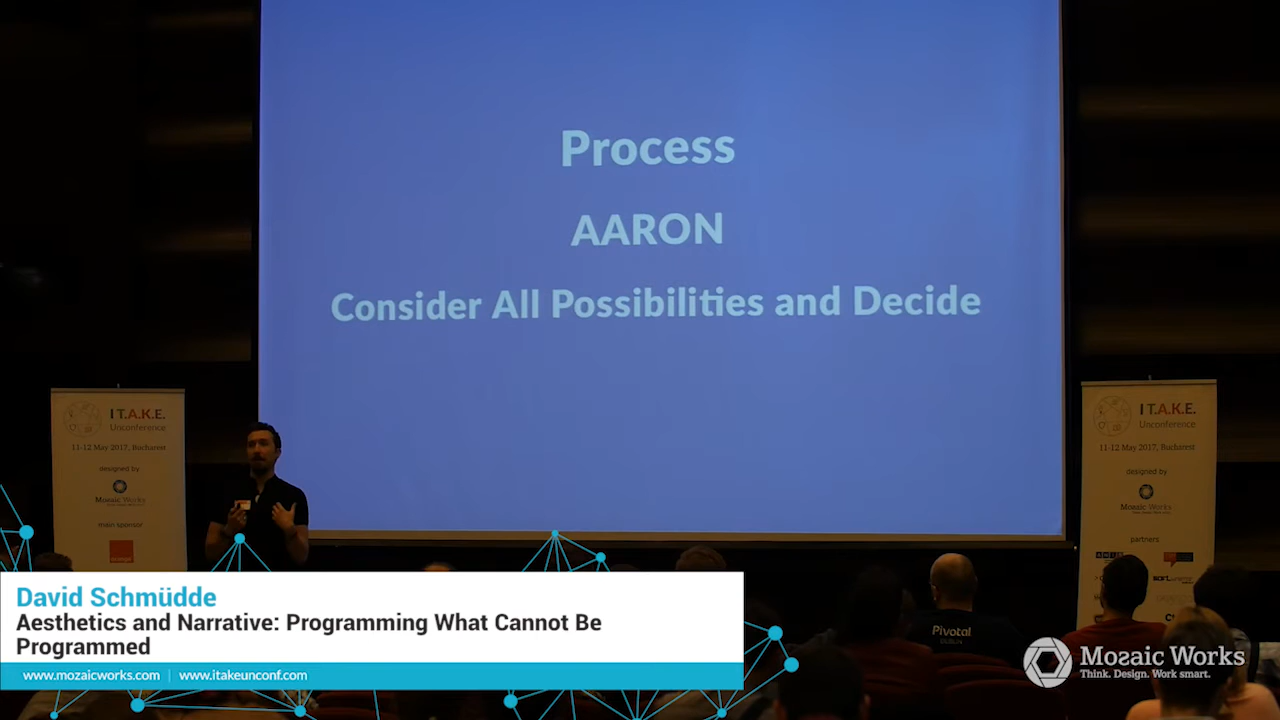 Process
AARON
Consider All Possibilities and Decide
I T.A.K.E.
Unconference
11-12 May 2017, Bucharest
designed by
Mozaic Works
main sponsor
I T.A.K.E.
Unconference
11-12 May 2017, Bucharest
designed by
Mozaic Works
partners
Pivotal
David Schmüdde
Aesthetics and Narrative: Programming What Cannot Be
Programmed
www.mozaicworks.com | www.itakeunconf.com
Mozaic Works
Think. Design. Work smart.